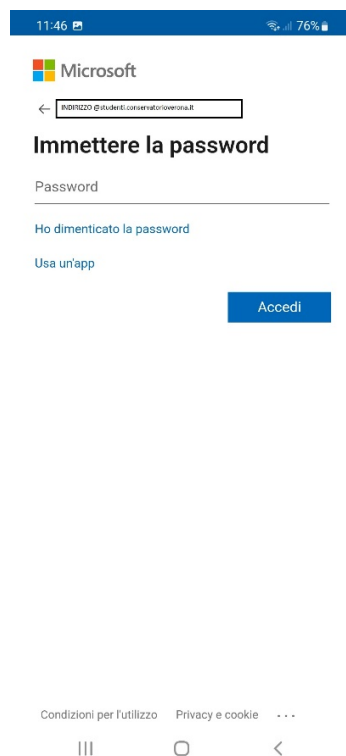 11:46 76%
Microsoft
INDIRIZZO @studenti.conservatorioverona.it
Immettere la password
Password
Ho dimenticato la password
Usa un'app
Accedi
Condizioni per l'utilizzo Privacy e cookie ...